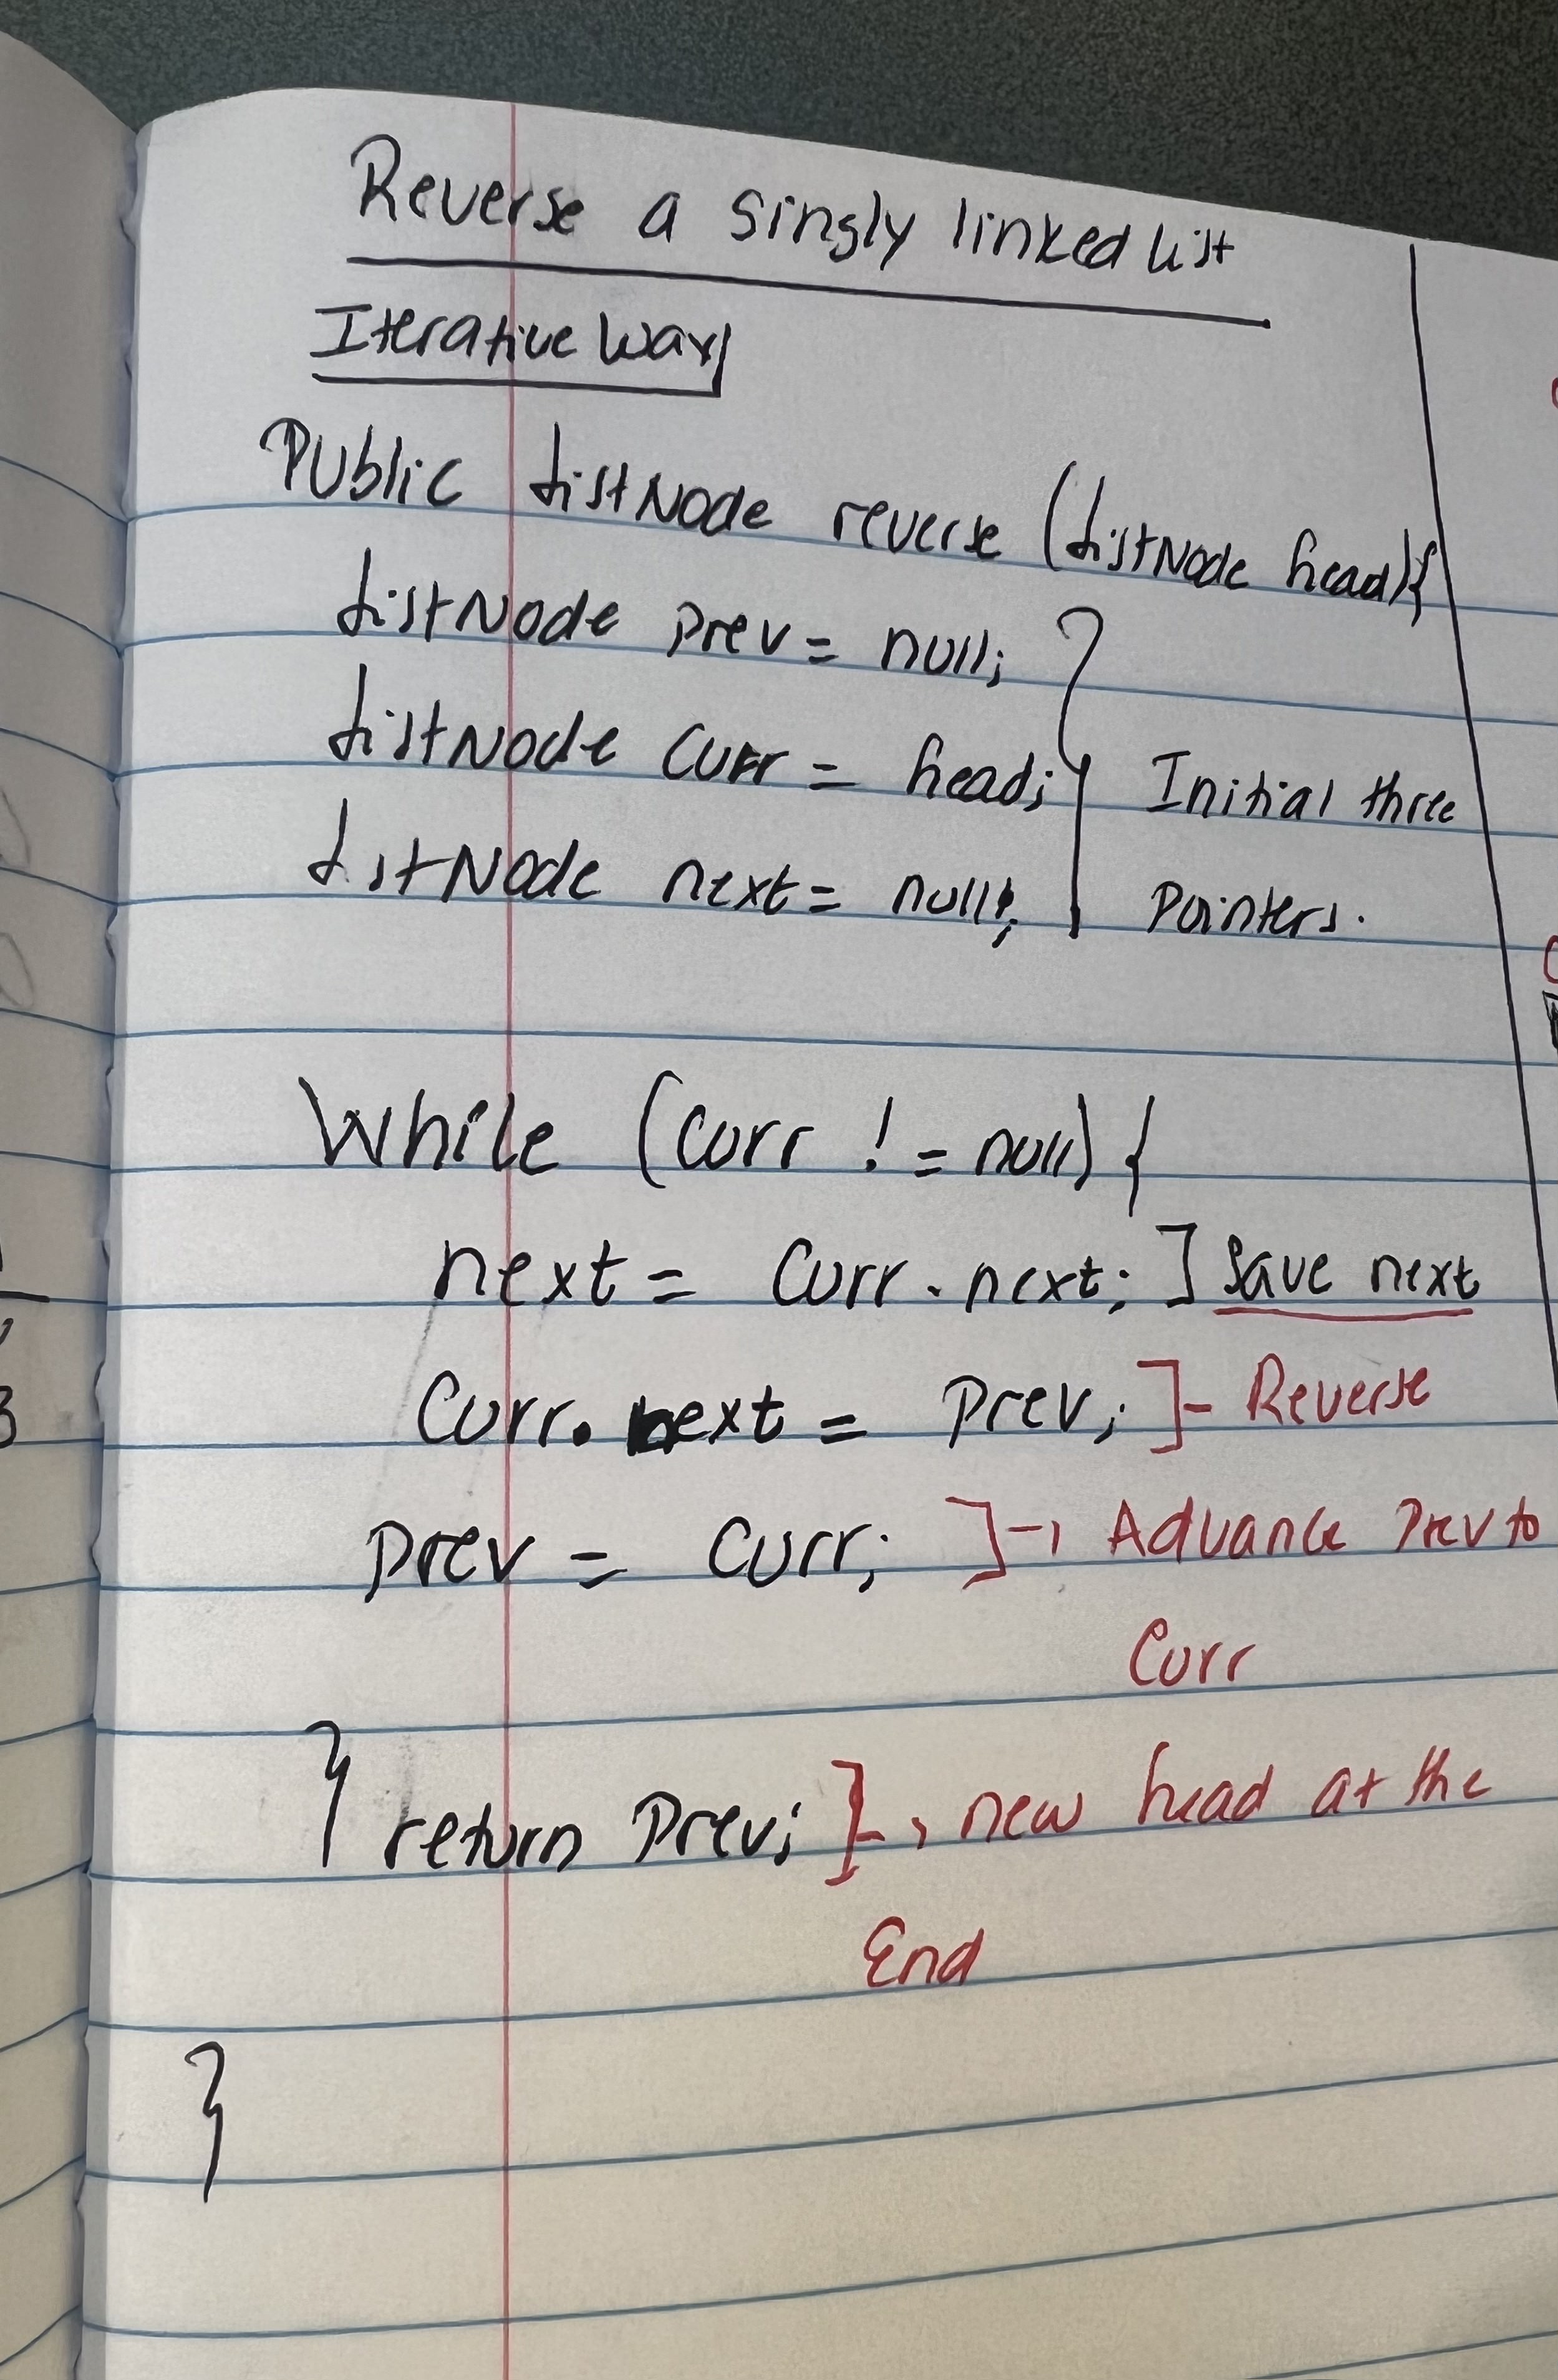 Reverse a singly linked list
Iterative way
Public ListNode reverse (ListNode head){
ListNode prev = null;
ListNode curr = head;
ListNode next = null;
Initial three
Pointers.
While (curr != null) {
next = curr.next; ] Save next
Curr.next = prev; ]- Reverse
prev = curr; ]-, Advance Prev to
Curr
} return Prev; ]-, new head at the
End
}